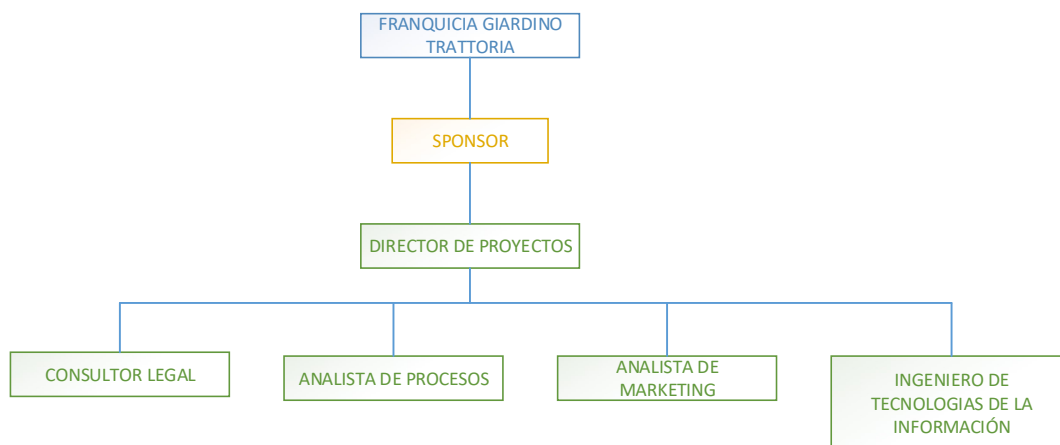 FRANQUICIA GIARDINO
TRATTORIA
SPONSOR
DIRECTOR DE PROYECTOS
CONSULTOR LEGAL
ANALISTA DE PROCESOS
ANALISTA DE
MARKETING
INGENIERO DE
TECNOLOGIAS DE LA
INFORMACIÓN